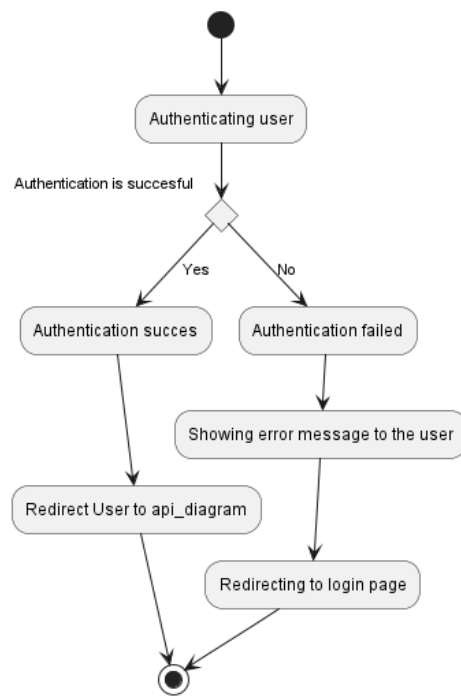 Authenticating user
Authentication is succesful
Yes
No
Authentication succes
Authentication failed
Showing error message to the user
Redirect User to api_diagram
Redirecting to login page